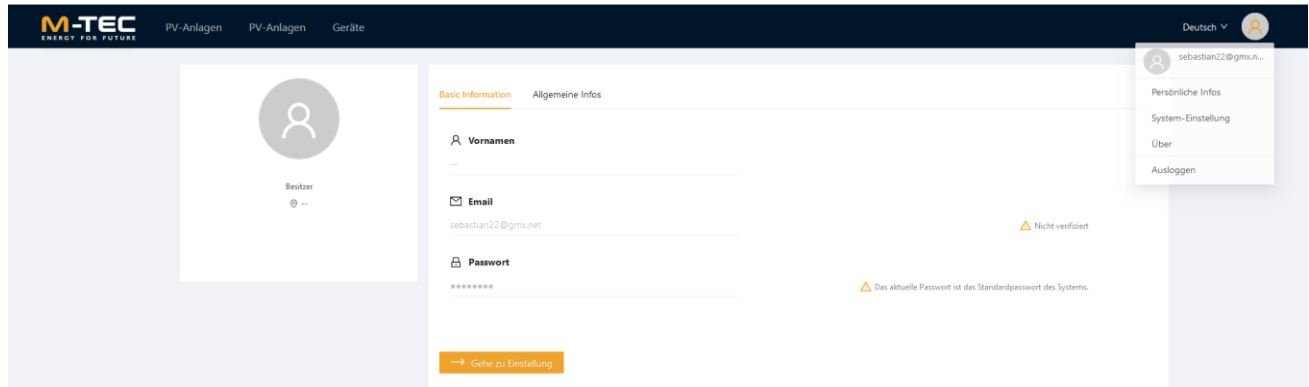 M-TEC
ENERGY FOR FUTURE
PV-Anlagen PV-Anlagen Geräte
Deutsch
sebastian22@gmx.n...
Persönliche Infos
System-Einstellung
Über
Ausloggen
Besitzer
--
Basic Information Allgemeine Infos
Vornamen
--
Email
sebastian22@gmx.net Nicht verifiziert
Passwort
•••••••• Das aktuelle Passwort ist das Standardpasswort des Systems.
Gehe zu Einstellung